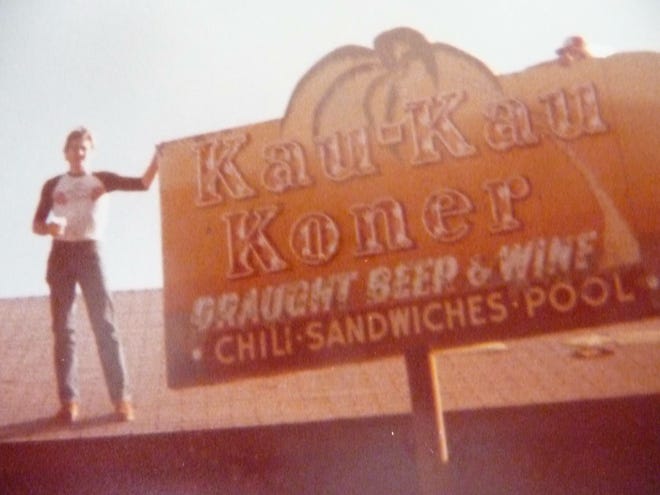 Kau-Kau
Koner
DRAUGHT BEER & WINE
• CHILI • SANDWICHES • POOL •